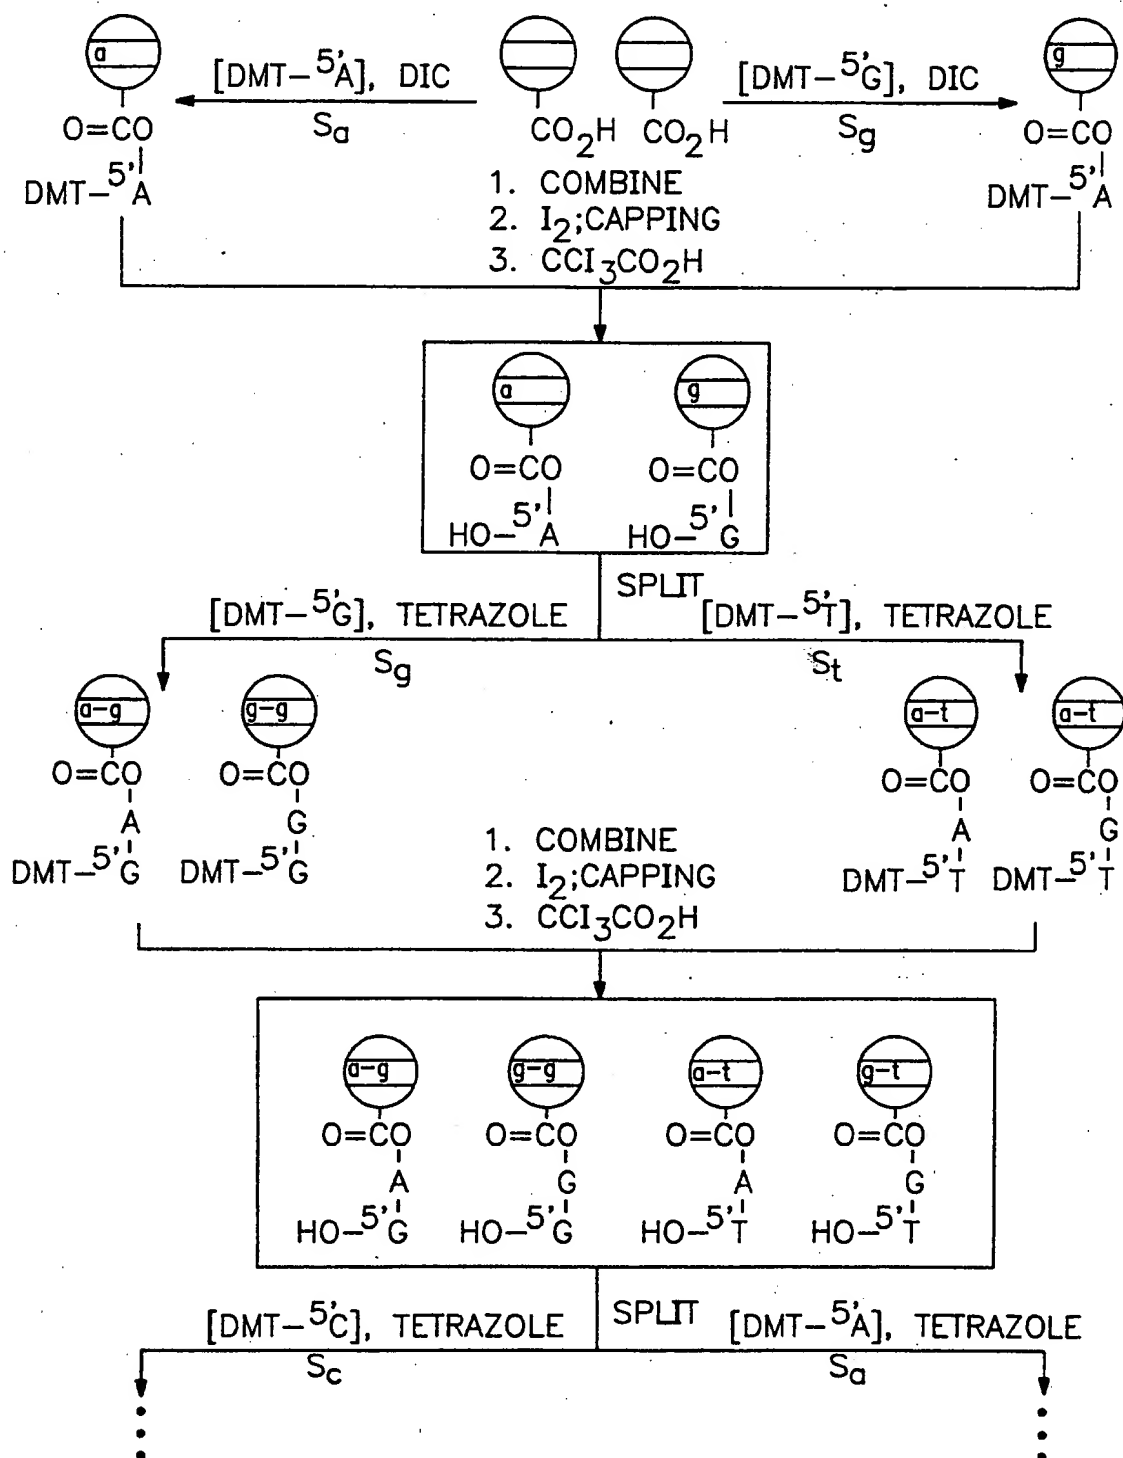 a
g
[DMT-5'A], DIC
[DMT-5'G], DIC
Sa
Sg
O=CO
CO2H
CO2H
O=CO
DMT-5'A
DMT-5'A
1. COMBINE
2. I2;CAPPING
3. CCI3CO2H
a
g
O=CO
O=CO
HO-5'A
HO-5'G
SPLIT
[DMT-5'G], TETRAZOLE
[DMT-5'T], TETRAZOLE
Sg
St
a-g
g-g
a-t
a-t
O=CO
O=CO
O=CO
O=CO
A
G
A
G
DMT-5'G
DMT-5'G
DMT-5'T
DMT-5'T
1. COMBINE
2. I2;CAPPING
3. CCI3CO2H
a-g
g-g
a-t
g-t
O=CO
O=CO
O=CO
O=CO
A
G
A
G
HO-5'G
HO-5'G
HO-5'T
HO-5'T
SPLIT
[DMT-5'C], TETRAZOLE
[DMT-5'A], TETRAZOLE
Sc
Sa